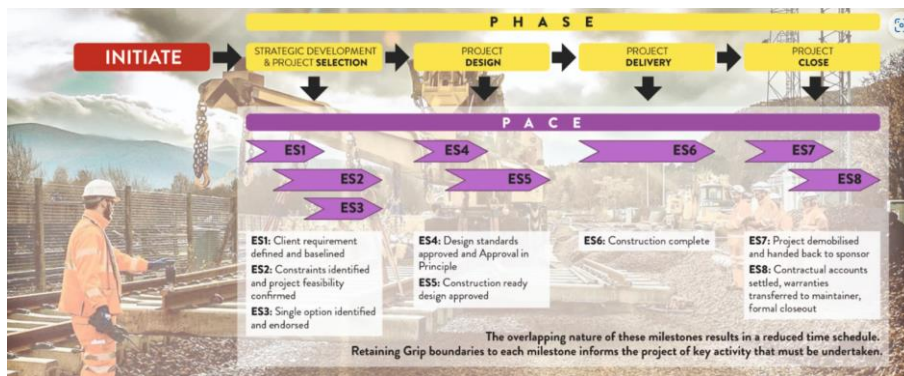 PHASE
INITIATE
STRATEGIC DEVELOPMENT
& PROJECT SELECTION
PROJECT
DESIGN
PROJECT
DELIVERY
PROJECT
CLOSE
PACE
ES1
ES2
ES3
ES4
ES5
ES6
ES7
ES8
ES1: Client requirement
defined and baselined
ES2: Constraints identified
and project feasibility
confirmed
ES3: Single option identified
and endorsed
ES4: Design standards
approved and Approval in
Principle
ES5: Construction ready
design approved
ES6: Construction complete
ES7: Project demobilised
and handed back to sponsor
ES8: Contractual accounts
settled, warranties
transferred to maintainer,
formal closeout
The overlapping nature of these milestones results in a reduced time schedule.
Retaining Grip boundaries to each milestone informs the project of key activity that must be undertaken.